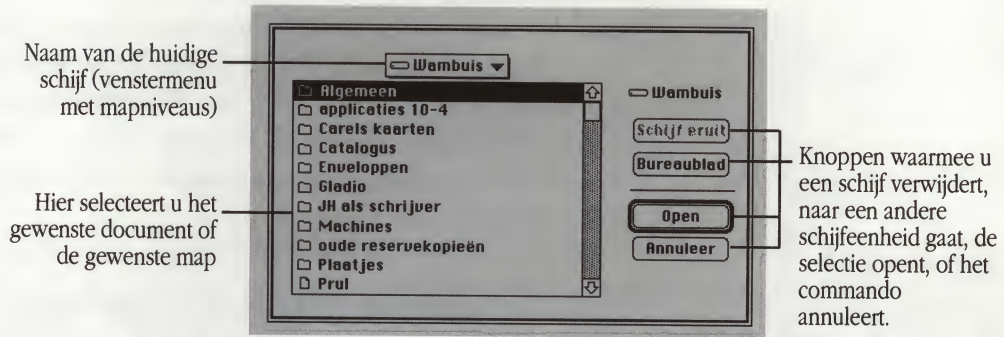 Naam van de huidige
schijf (venstermenu
met mapniveaus)
Hier selecteert u het
gewenste document of
de gewenste map
Wambuis
Algemeen
applicaties 10-4
Carels kaarten
Catalogus
Enveloppen
Gladio
JH als schrijver
Machines
oude reservekopieën
Plaatjes
Prul
Wambuis
Schijf eruit
Bureaublad
Open
Annuleer
Knoppen waarmee u
een schijf verwijdert,
naar een andere
schijfeenheid gaat, de
selectie opent, of het
commando
annuleert.